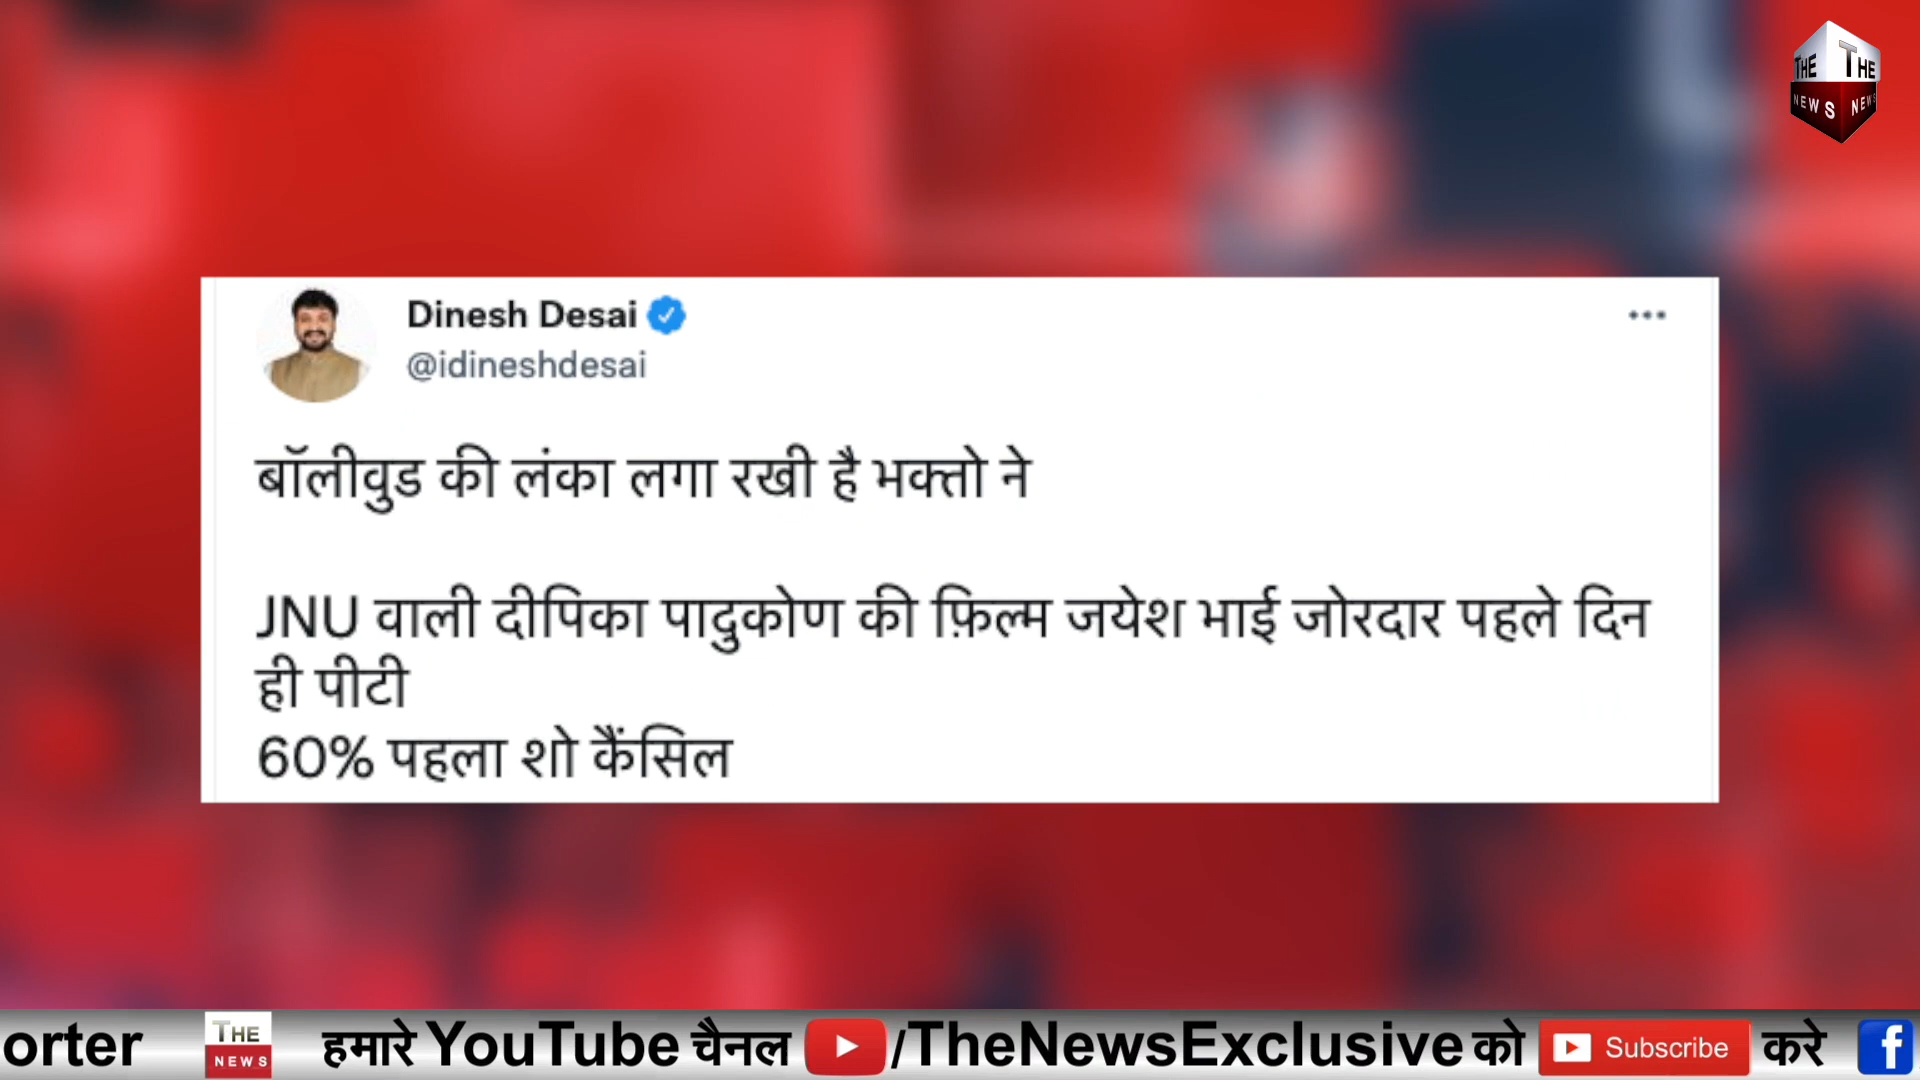 THE THE
NEWS NEWS
Dinesh Desai
@idineshdesai
बॉलीवुड की लंका लगा रखी है भक्तो ने
JNU वाली दीपिका पादुकोण की फ़िल्म जयेश भाई जोरदार पहले दिन
ही पीटी
60% पहला शो कैंसिल
orter THE NEWS हमारे YouTube चैनल /TheNewsExclusive को Subscribe करे f